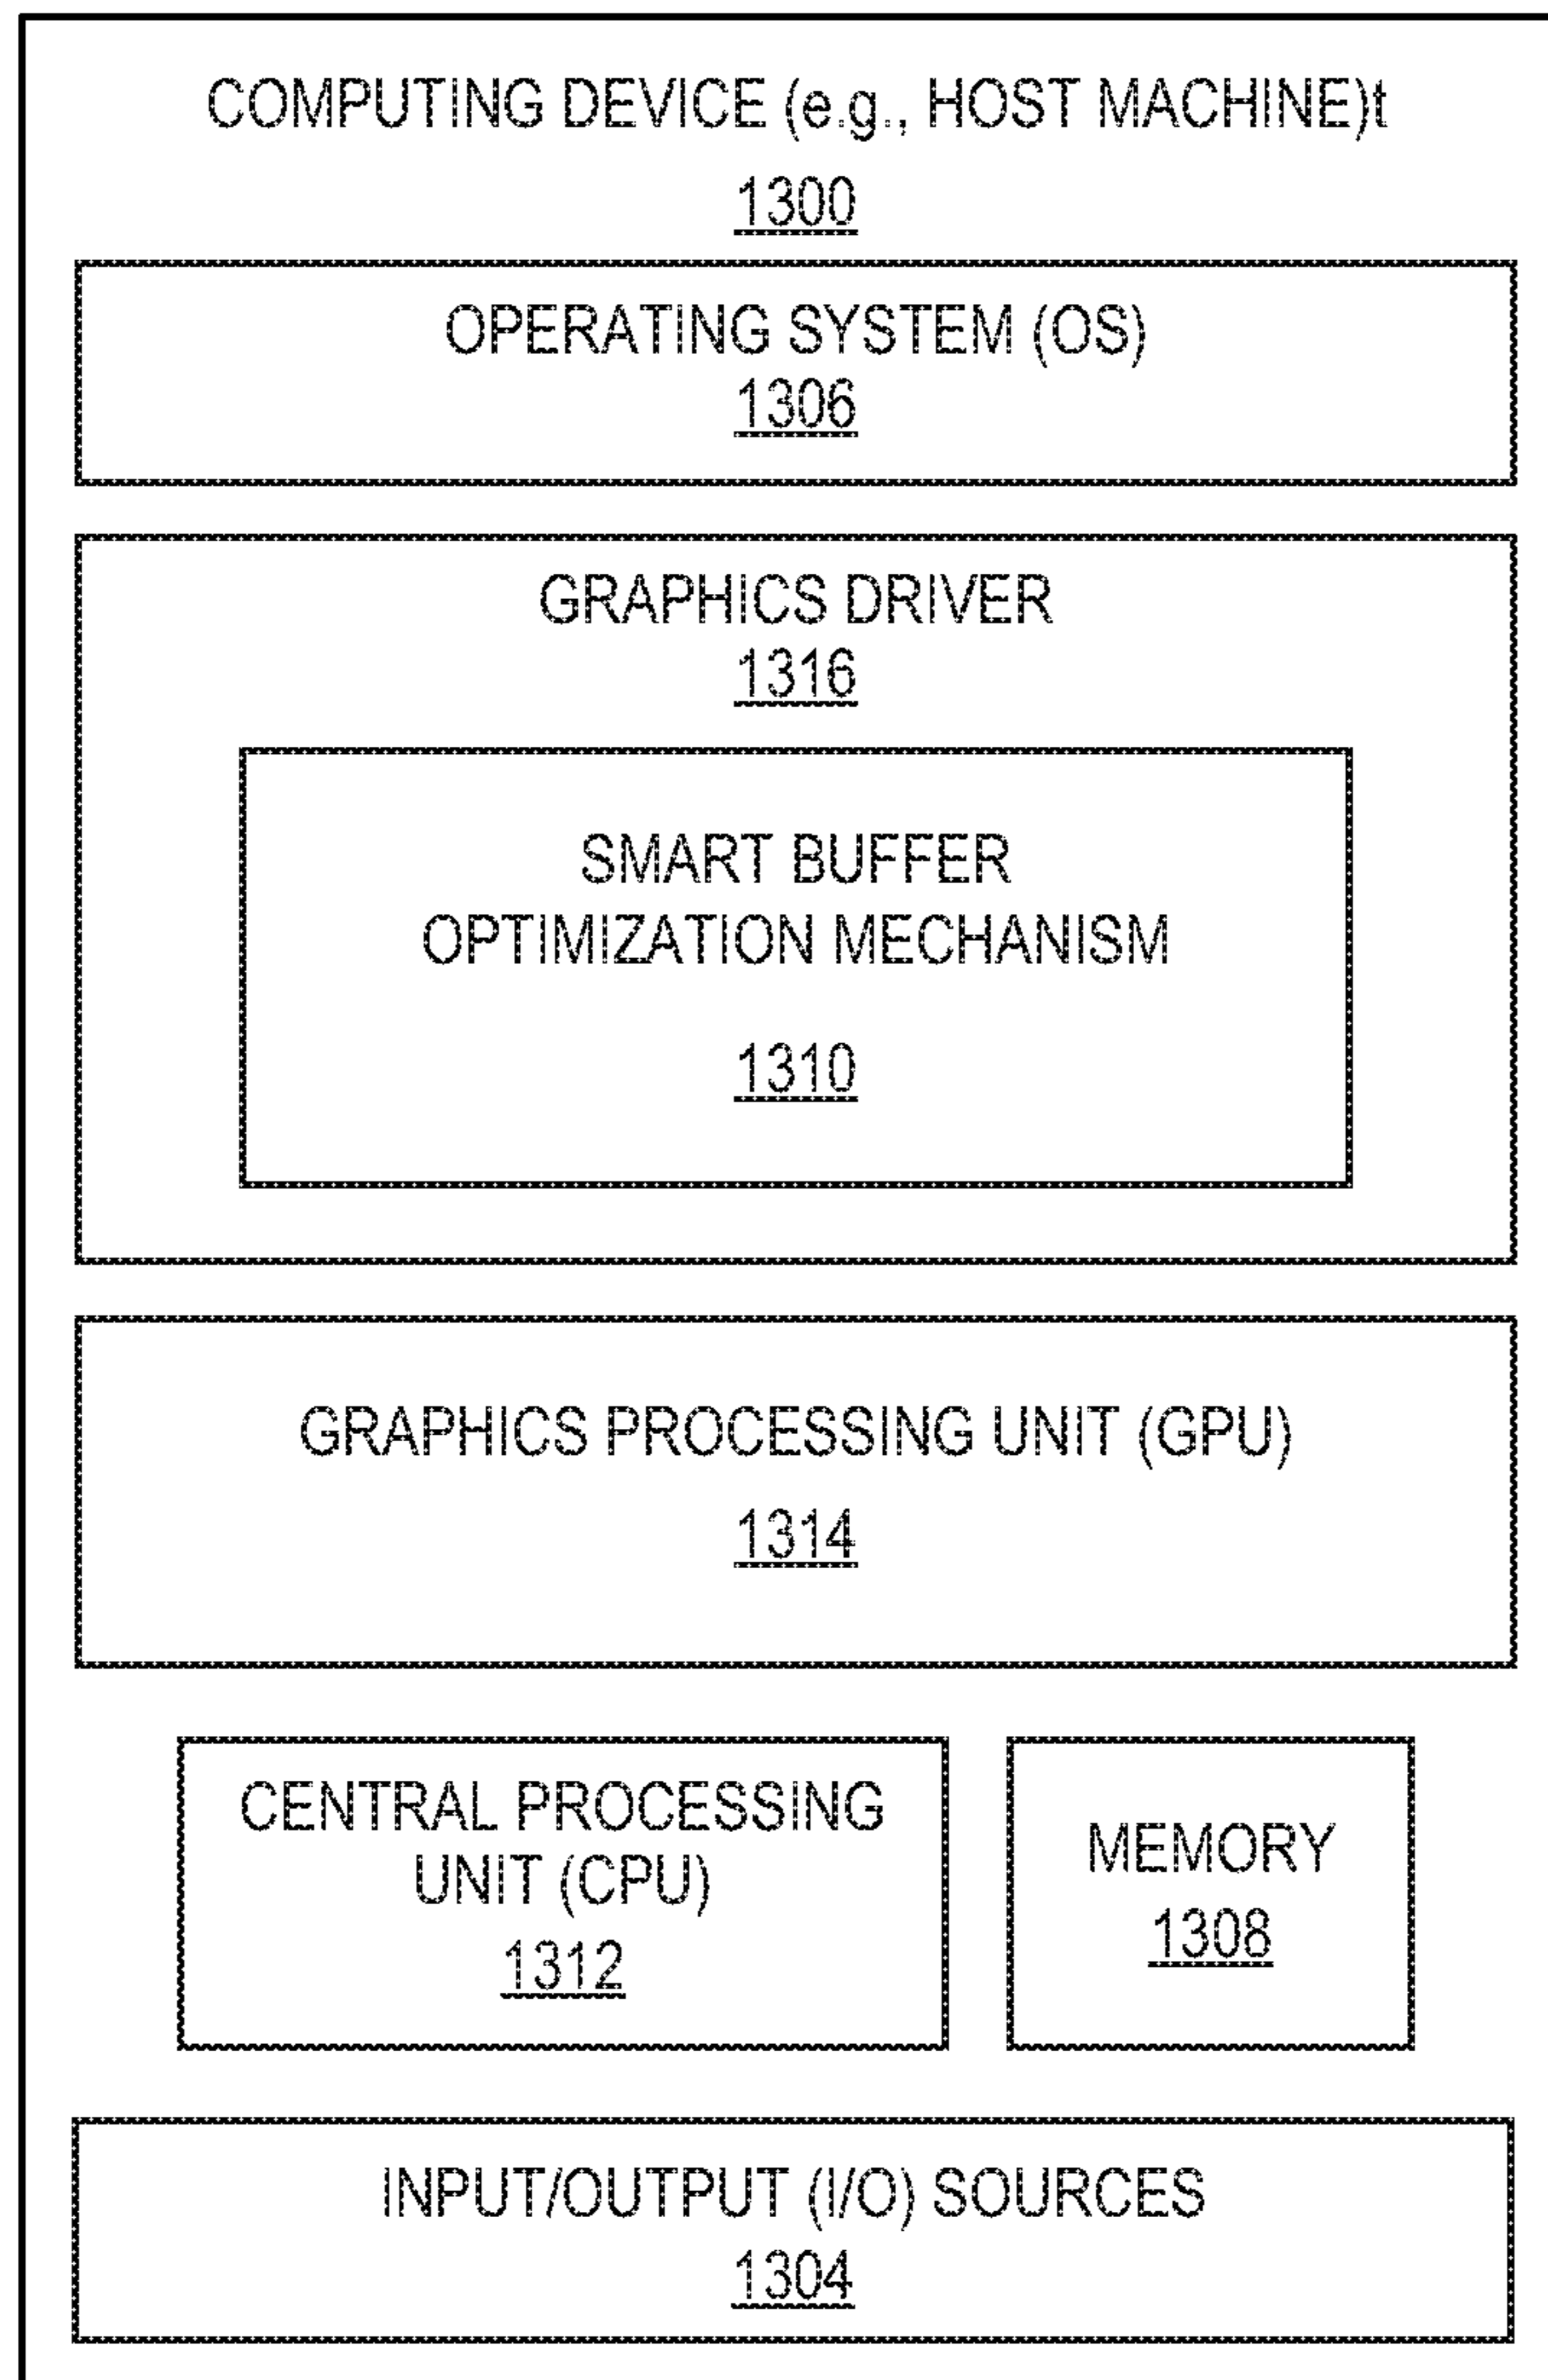 COMPUTING DEVICE (e.g., HOST MACHINE)t
1300
OPERATING SYSTEM (OS)
1306
GRAPHICS DRIVER
1316
SMART BUFFER
OPTIMIZATION MECHANISM
1310
GRAPHICS PROCESSING UNIT (GPU)
1314
CENTRAL PROCESSING
UNIT (CPU)
1312
MEMORY
1308
INPUT/OUTPUT (I/O) SOURCES
1304